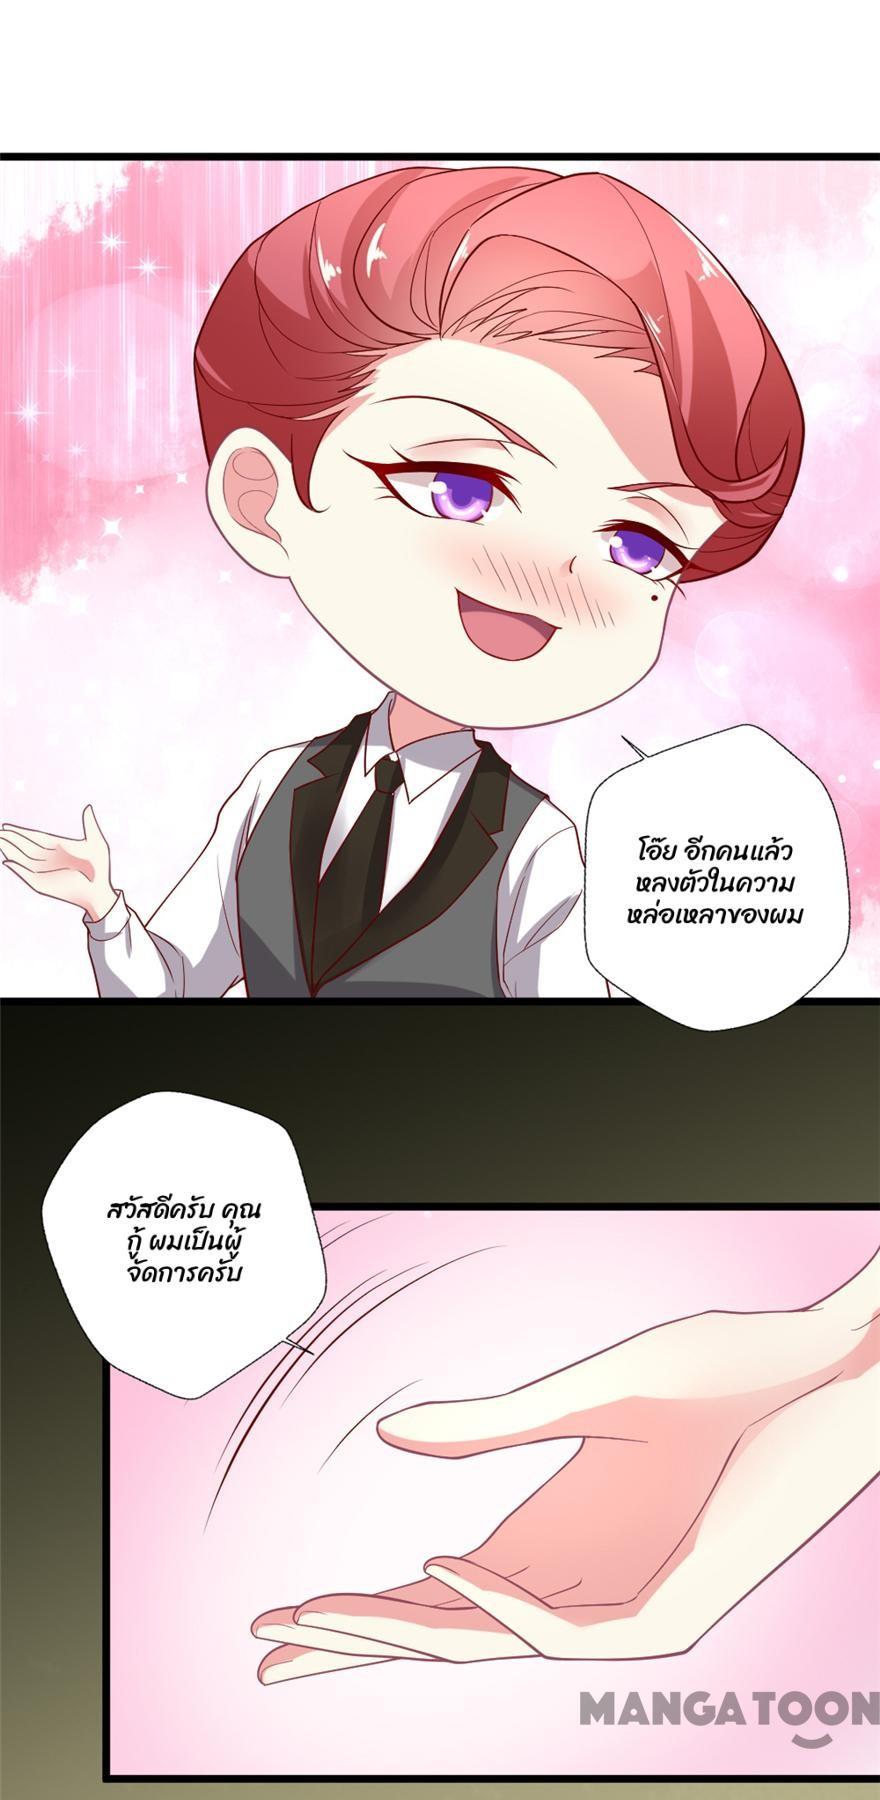 โอ๊ย อีกคนแล้ว
หลงตัวในความ
หล่อเหลาของผม
สวัสดีครับ คุณ
กู้ ผมเป็นผู้
จัดการครับ
MANGATOON